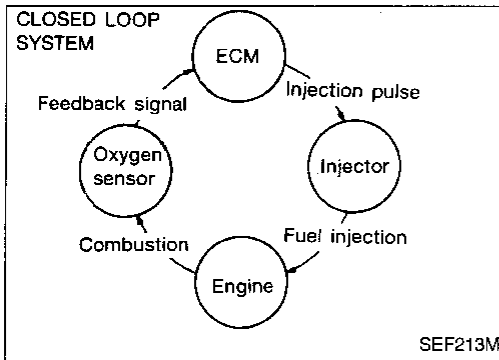 CLOSED LOOP
SYSTEM
ECM
Injection pulse
Feedback signal
Oxygen
sensor
Injector
Combustion
Fuel injection
Engine
SEF213M